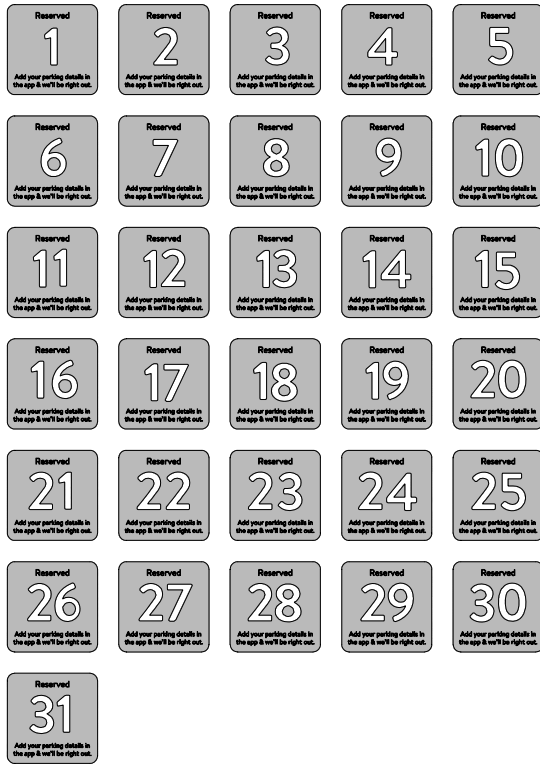 Reserved
1
Add your parking details in
the app & we'll be right out.
Reserved
2
Add your parking details in
the app & we'll be right out.
Reserved
3
Add your parking details in
the app & we'll be right out.
Reserved
4
Add your parking details in
the app & we'll be right out.
Reserved
5
Add your parking details in
the app & we'll be right out.
Reserved
6
Add your parking details in
the app & we'll be right out.
Reserved
7
Add your parking details in
the app & we'll be right out.
Reserved
8
Add your parking details in
the app & we'll be right out.
Reserved
9
Add your parking details in
the app & we'll be right out.
Reserved
10
Add your parking details in
the app & we'll be right out.
Reserved
11
Add your parking details in
the app & we'll be right out.
Reserved
12
Add your parking details in
the app & we'll be right out.
Reserved
13
Add your parking details in
the app & we'll be right out.
Reserved
14
Add your parking details in
the app & we'll be right out.
Reserved
15
Add your parking details in
the app & we'll be right out.
Reserved
16
Add your parking details in
the app & we'll be right out.
Reserved
17
Add your parking details in
the app & we'll be right out.
Reserved
18
Add your parking details in
the app & we'll be right out.
Reserved
19
Add your parking details in
the app & we'll be right out.
Reserved
20
Add your parking details in
the app & we'll be right out.
Reserved
21
Add your parking details in
the app & we'll be right out.
Reserved
22
Add your parking details in
the app & we'll be right out.
Reserved
23
Add your parking details in
the app & we'll be right out.
Reserved
24
Add your parking details in
the app & we'll be right out.
Reserved
25
Add your parking details in
the app & we'll be right out.
Reserved
26
Add your parking details in
the app & we'll be right out.
Reserved
27
Add your parking details in
the app & we'll be right out.
Reserved
28
Add your parking details in
the app & we'll be right out.
Reserved
29
Add your parking details in
the app & we'll be right out.
Reserved
30
Add your parking details in
the app & we'll be right out.
Reserved
31
Add your parking details in
the app & we'll be right out.